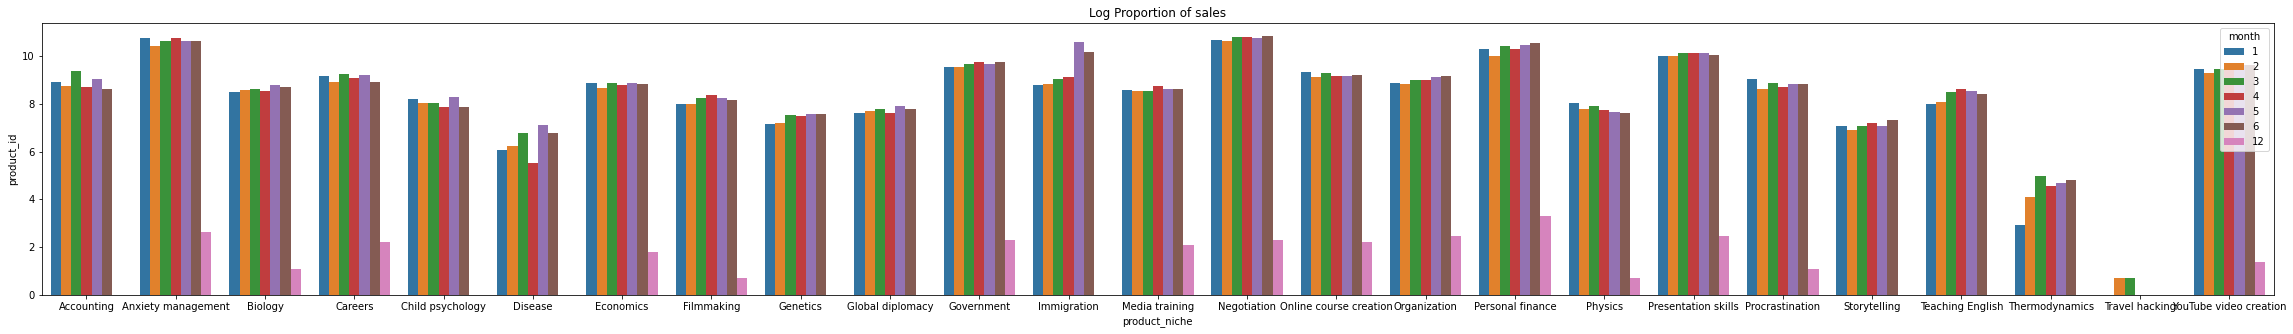 Log Proportion of sales
month
1
2
3
4
5
6
12
10
8
6
4
2
0
product_id
Accounting Anxiety management Biology Careers Child psychology Disease Economics Filmmaking Genetics Global diplomacy Government Immigration Media training Negotiation Online course creation Organization Personal finance Physics Presentation skills Procrastination Storytelling Teaching English Thermodynamics Travel hacking YouTube video creation
product_niche